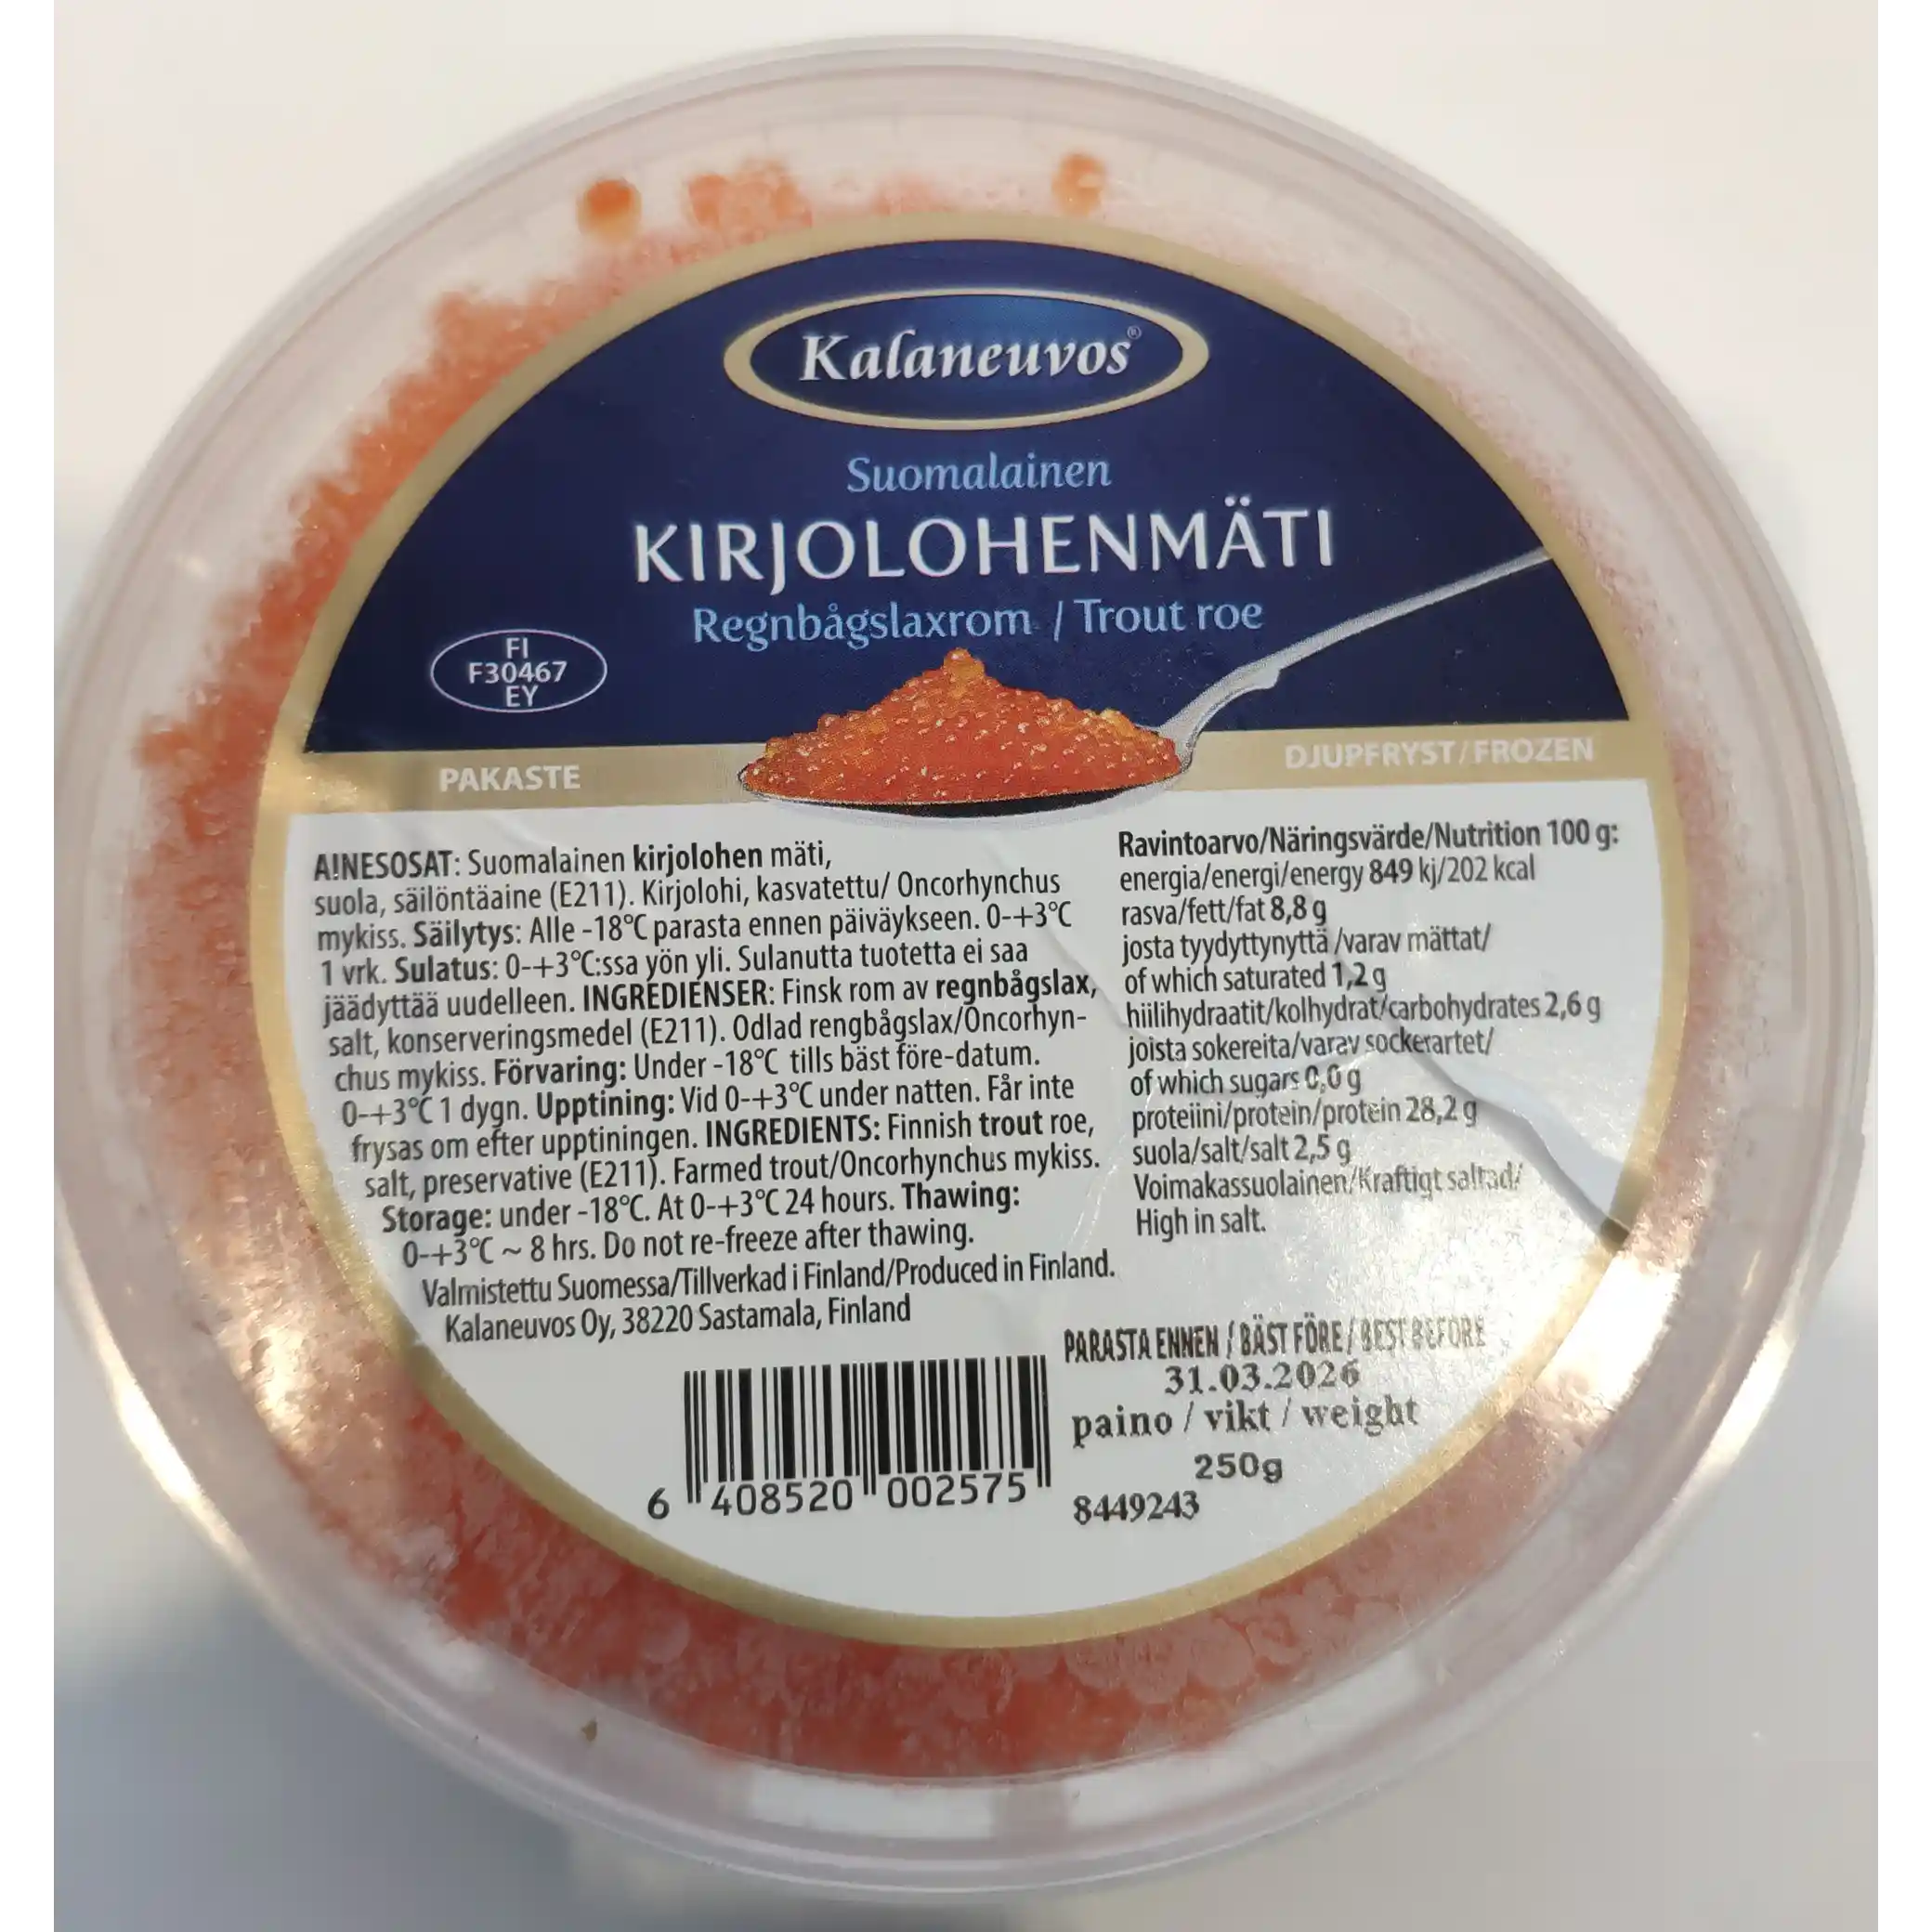 Kalaneuvos®
Suomalainen
KIRJOLOHENMÄTI
Regnbågslaxrom / Trout roe
FI
F30467
EY
PAKASTE
DJUPFRYST/FROZEN
AINESOSAT: Suomalainen kirjolohen mäti,
suola, säilöntäaine (E211). Kirjolohi, kasvatettu/ Oncorhynchus
mykiss. Säilytys: Alle -18°C parasta ennen päiväykseen. 0-+3°C
1 vrk. Sulatus: 0-+3°C:ssa yön yli. Sulanutta tuotetta ei saa
jäädyttää uudelleen. INGREDIENSER: Finsk rom av regnbågslax,
salt, konserveringsmedel (E211). Odlad rengbågslax/Oncorhyn-
chus mykiss. Förvaring: Under -18°C tills bäst före-datum.
0-+3°C 1 dygn. Upptining: Vid 0-+3°C under natten. Får inte
frysas om efter upptiningen. INGREDIENTS: Finnish trout roe,
salt, preservative (E211). Farmed trout/Oncorhynchus mykiss.
Storage: under -18°C. At 0-+3°C 24 hours. Thawing:
0-+3°C ~ 8 hrs. Do not re-freeze after thawing.
Valmistettu Suomessa/Tillverkad i Finland/Produced in Finland.
Kalaneuvos Oy, 38220 Sastamala, Finland
Ravintoarvo/Näringsvärde/Nutrition 100 g:
energia/energi/energy 849 kj/202 kcal
rasva/fett/fat 8,8 g
josta tyydyttynyttä /varav mättat/
of which saturated 1,2 g
hiilihydraatit/kolhydrat/carbohydrates 2,6 g
joista sokereita/varav sockerartet/
of which sugars 0,0 g
proteiini/protein/protein 28,2 g
suola/salt/salt 2,5 g
Voimakassuolainen/Kraftigt saltad/
High in salt.
PARASTA ENNEN / BÄST FÖRE / BEST BEFORE
31.03.2026
paino / vikt / weight
250g
8449243
6 408520 002575